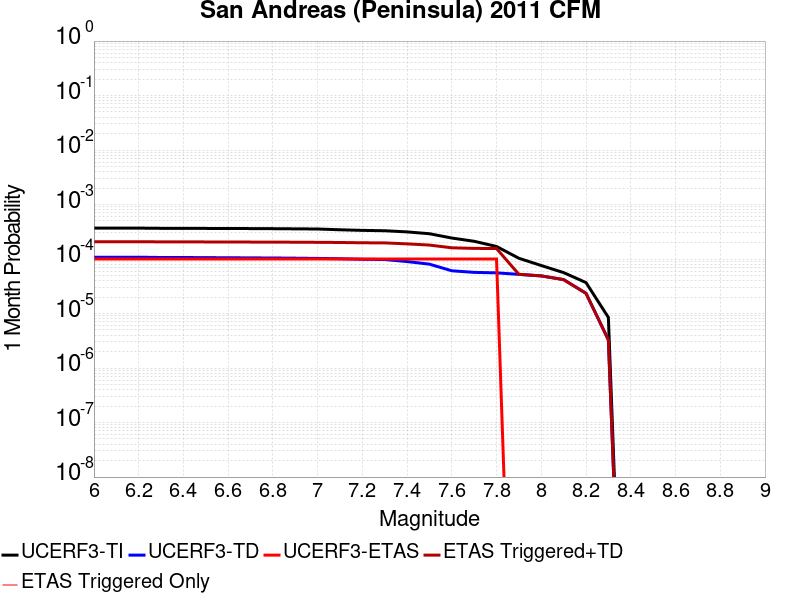 San Andreas (Peninsula) 2011 CFM
1 Month Probability
10^0
10^-1
10^-2
10^-3
10^-4
10^-5
10^-6
10^-7
10^-8
6 6.2 6.4 6.6 6.8 7 7.2 7.4 7.6 7.8 8 8.2 8.4 8.6 8.8 9
Magnitude
UCERF3-TI UCERF3-TD UCERF3-ETAS ETAS Triggered+TD
ETAS Triggered Only